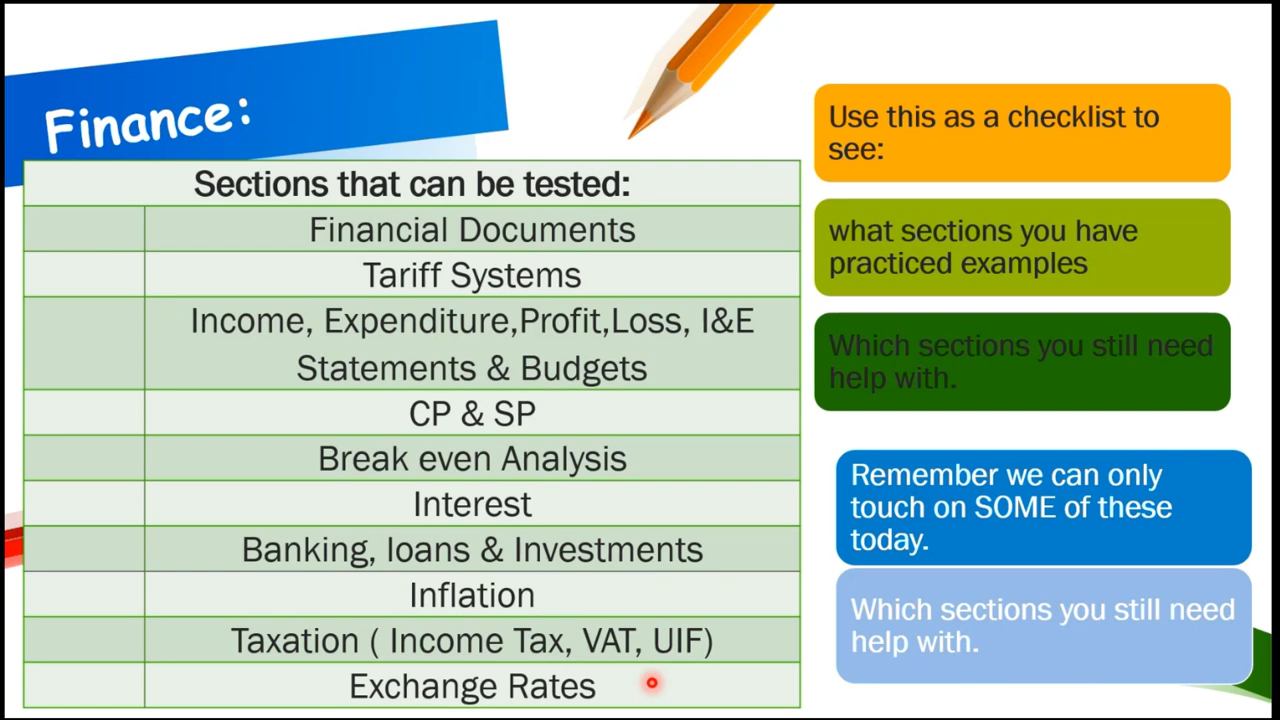 Finance:
Sections that can be tested:
Financial Documents
Tariff Systems
Income, Expenditure,Profit,Loss, I&E
Statements & Budgets
CP & SP
Break even Analysis
Interest
Banking, loans & Investments
Inflation
Taxation ( Income Tax, VAT, UIF)
Exchange Rates
Use this as a checklist to
see:
what sections you have
practiced examples
Which sections you still need
help with.
Remember we can only
touch on SOME of these
today.
Which sections you still need
help with.